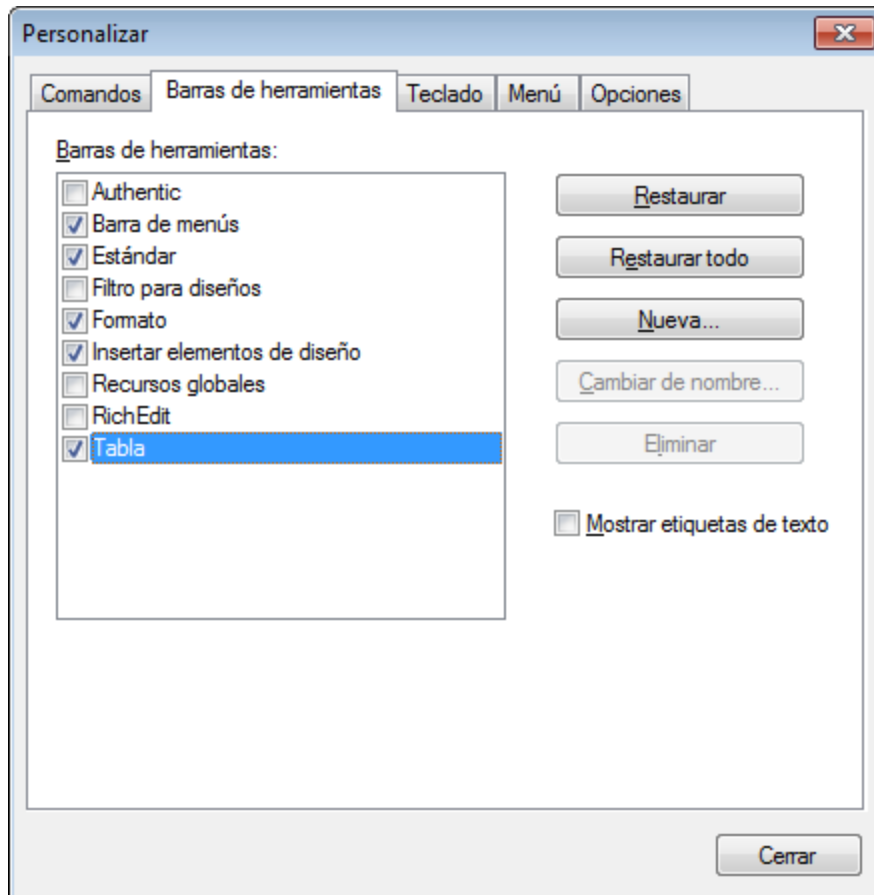 Personalizar
Comandos Barras de herramientas Teclado Menú Opciones
Barras de herramientas:
Authentic
Barra de menús
Estándar
Filtro para diseños
Formato
Insertar elementos de diseño
Recursos globales
RichEdit
Tabla
Restaurar
Restaurar todo
Nueva...
Cambiar de nombre...
Eliminar
Mostrar etiquetas de texto
Cerrar